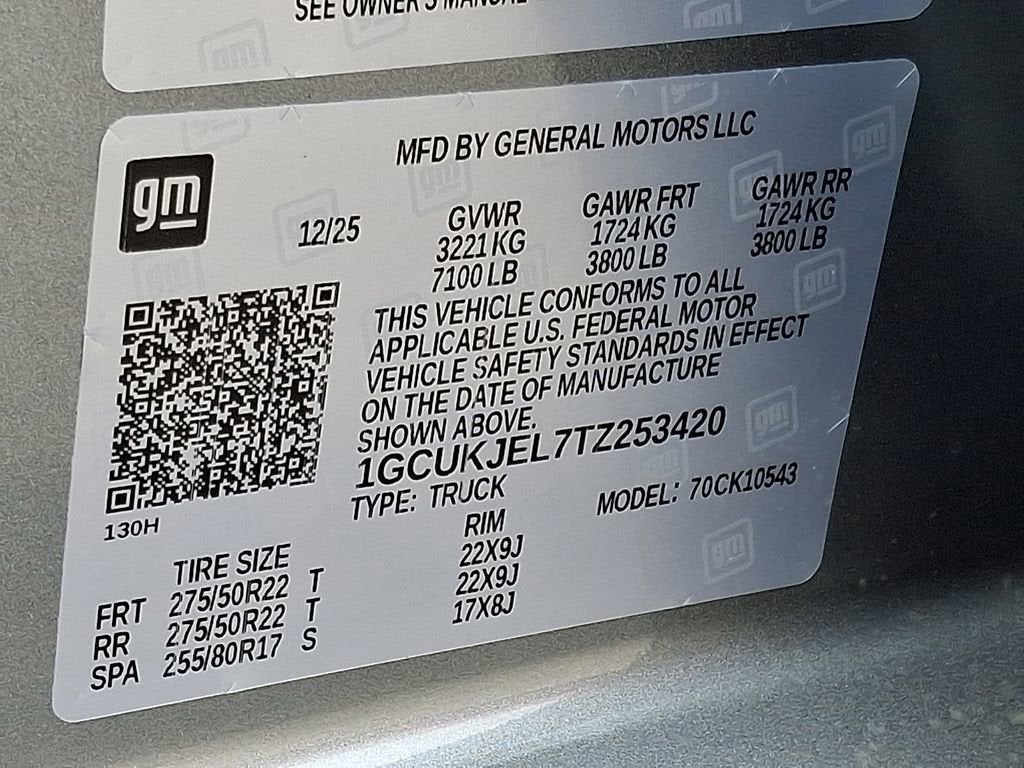 SEE OWNER'S MANUAL
gm
MFD BY GENERAL MOTORS LLC
12/25
GVWR GAWR FRT GAWR RR
3221 KG 1724 KG 1724 KG
7100 LB 3800 LB 3800 LB
THIS VEHICLE CONFORMS TO ALL
APPLICABLE U.S. FEDERAL MOTOR
VEHICLE SAFETY STANDARDS IN EFFECT
ON THE DATE OF MANUFACTURE
SHOWN ABOVE.
1GCUKJEL7TZ253420
TYPE: TRUCK MODEL: 70CK10543
130H
TIRE SIZE RIM
FRT 275/50R22 T 22X9J
RR 275/50R22 T 22X9J
SPA 255/80R17 S 17X8J